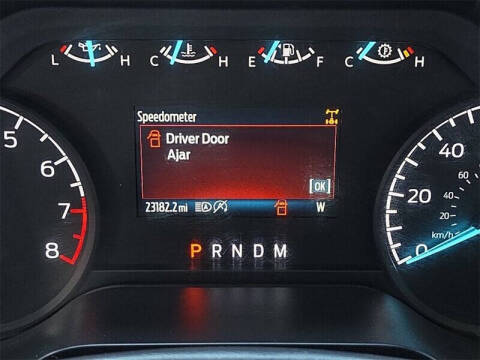 L H C H E F C H
Speedometer
Driver Door
Ajar
[OK]
23182.2 mi A W
5
6
7
8
P R N D M
40
20
0
60
40
20
km/h